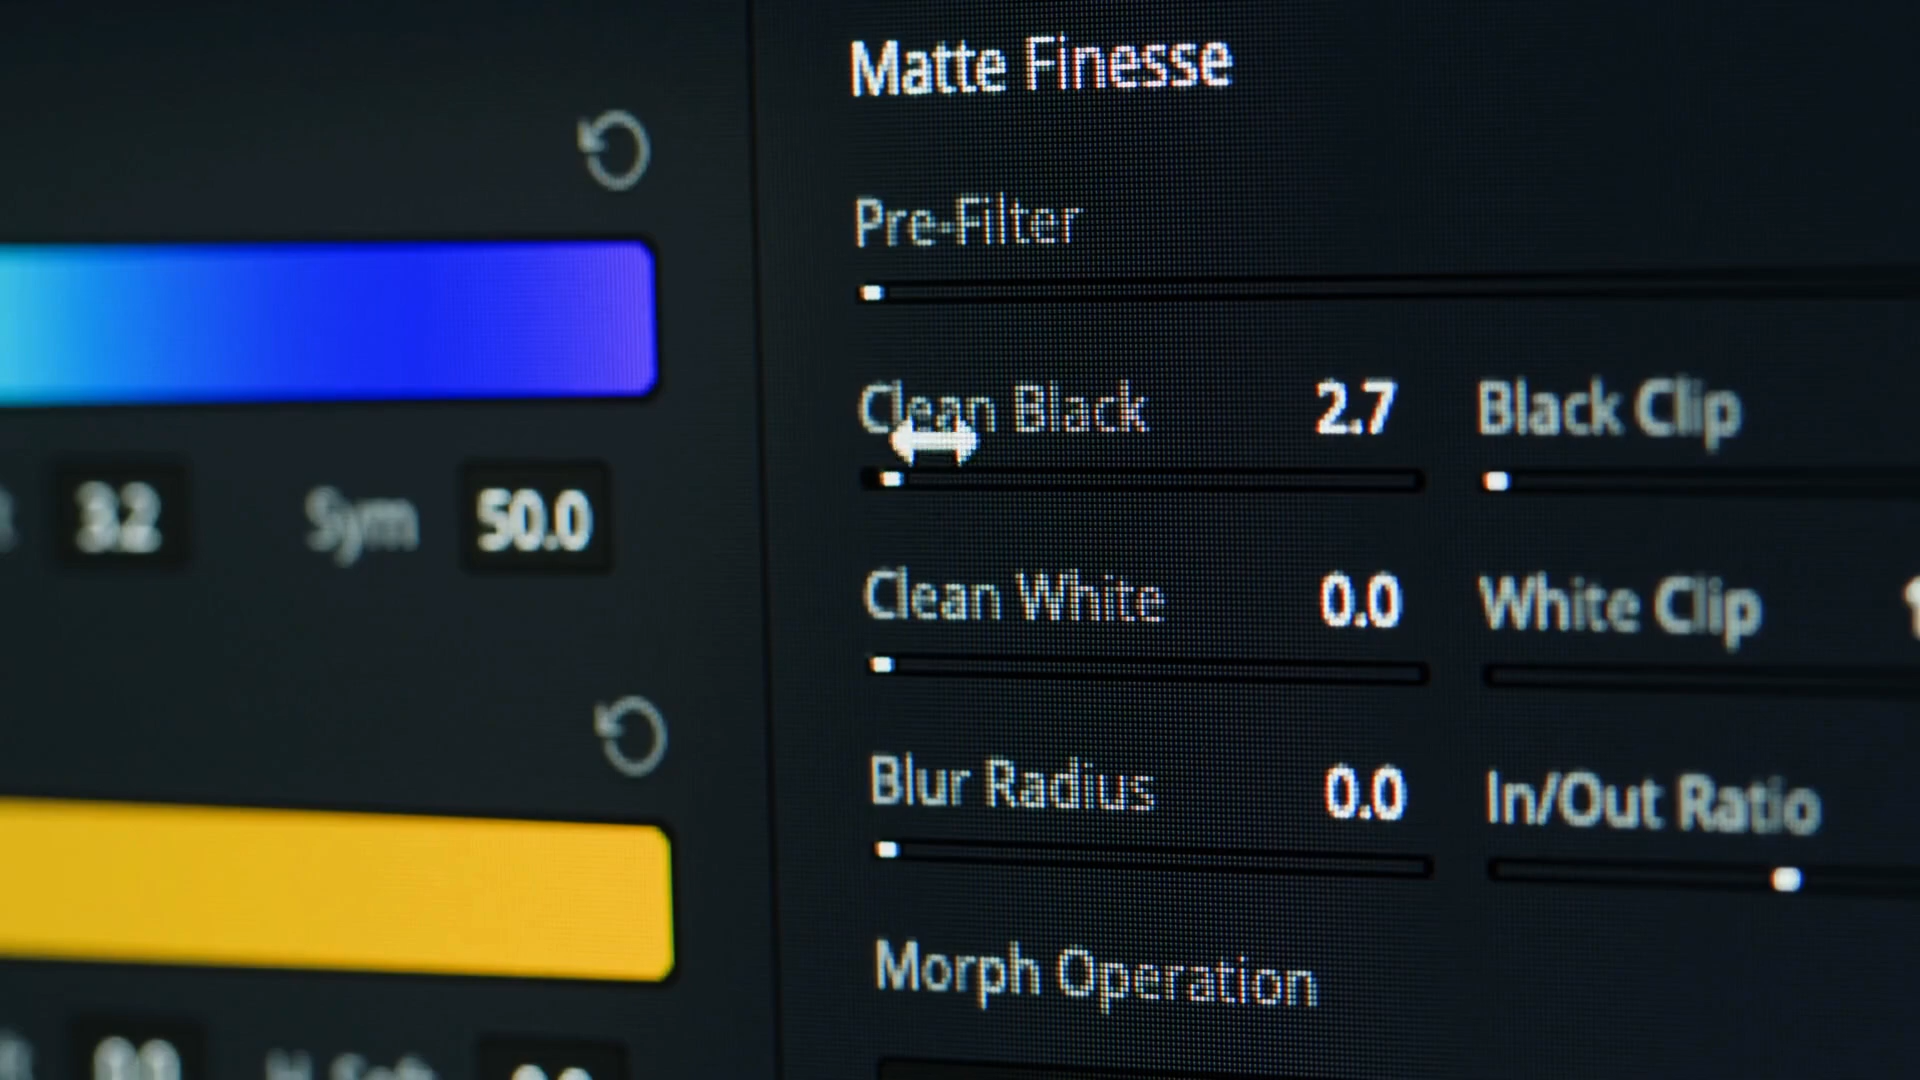 Matte Finesse
Pre-Filter
Clean Black 2.7 Black Clip
3.2 Sym 50.0
Clean White 0.0 White Clip
Blur Radius 0.0 In/Out Ratio
Morph Operation